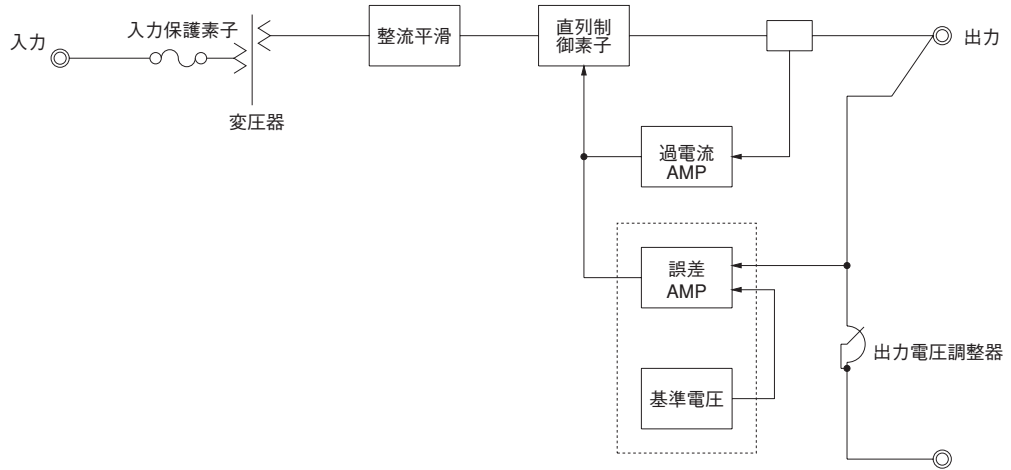 入力
入力保護素子
変圧器
整流平滑
直列制
御素子
出力
過電流
AMP
誤差
AMP
基準電圧
出力電圧調整器